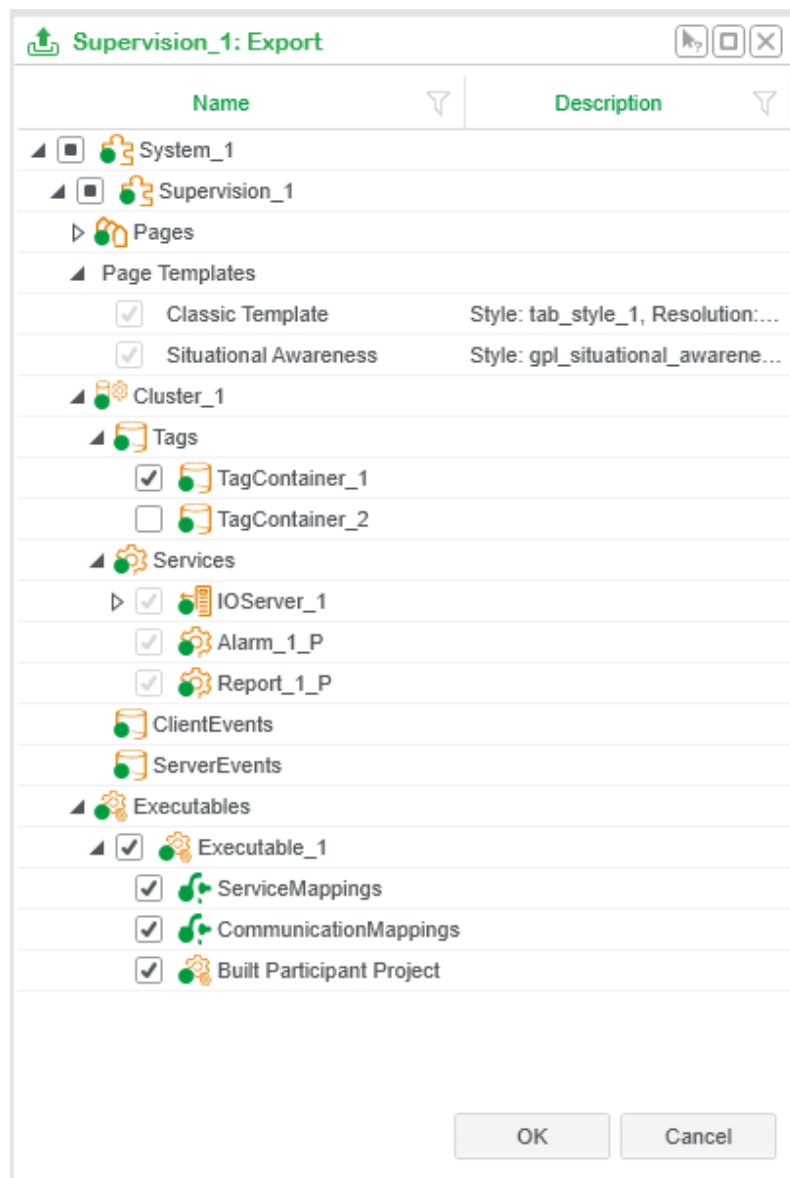 Supervision_1: Export
Name Description
System_1
Supervision_1
Pages
Page Templates
Classic Template Style: tab_style_1, Resolution:...
Situational Awareness Style: gpl_situational_awarene...
Cluster_1
Tags
TagContainer_1
TagContainer_2
Services
IOServer_1
Alarm_1_P
Report_1_P
ClientEvents
ServerEvents
Executables
Executable_1
ServiceMappings
CommunicationMappings
Built Participant Project
OK Cancel